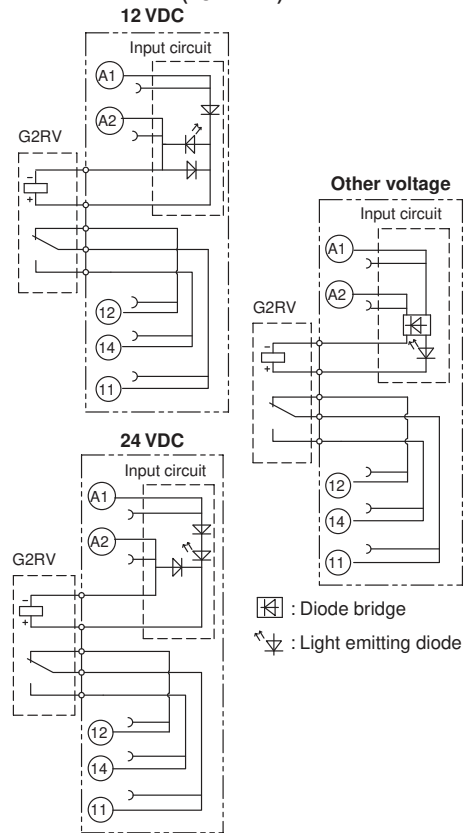 12 VDC
Input circuit
A1
A2
G2RV
−
+
12
14
11
24 VDC
Input circuit
A1
A2
G2RV
−
+
12
14
11
Other voltage
Input circuit
A1
A2
G2RV
−
+
12
14
11
: Diode bridge
: Light emitting diode